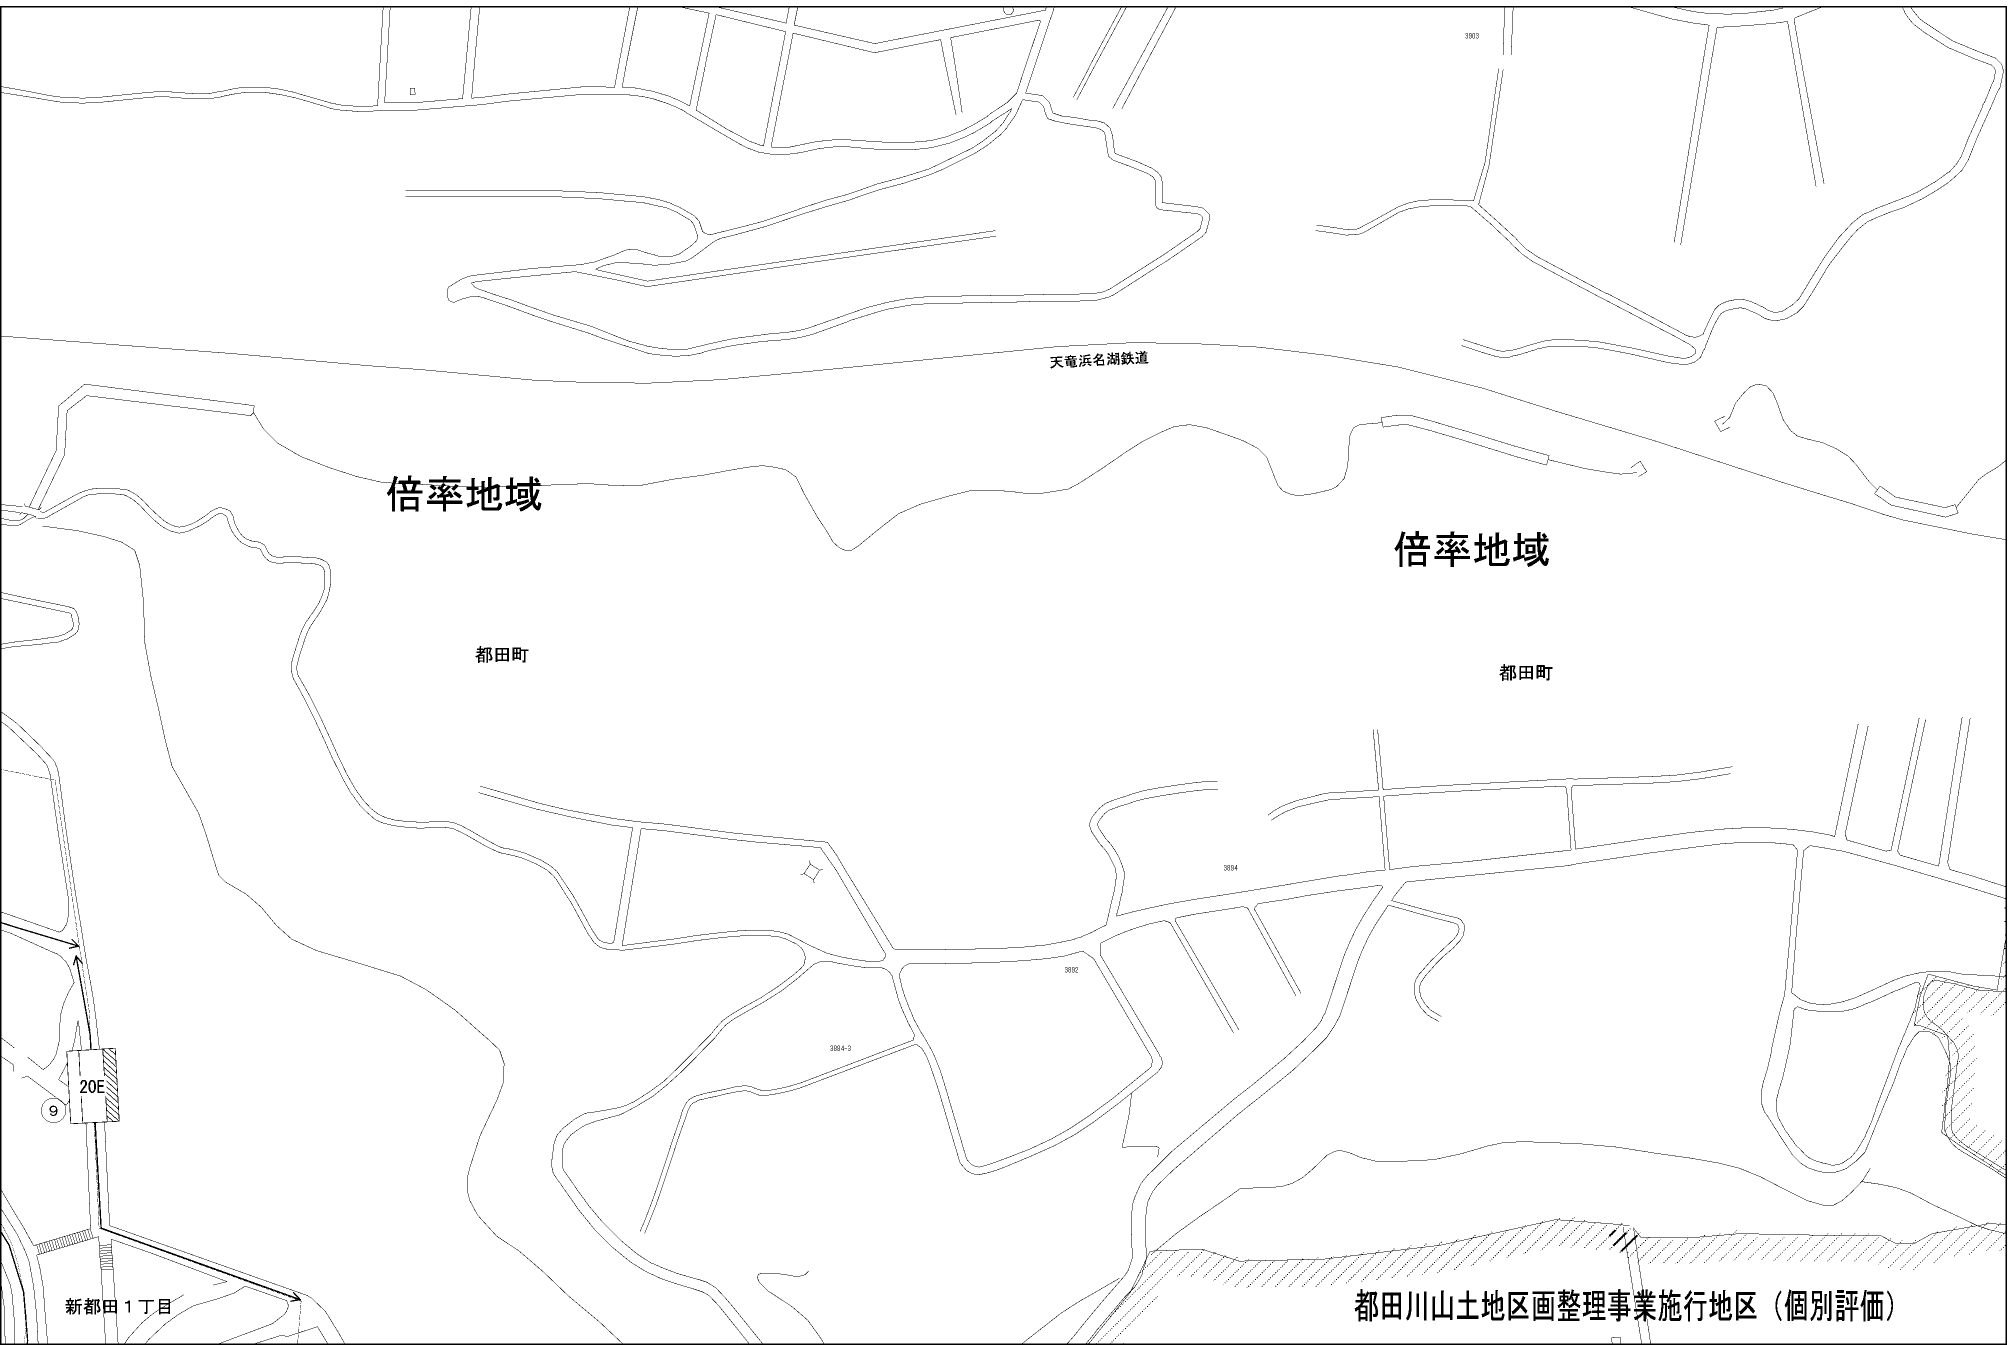 3903
天竜浜名湖鉄道
倍率地域
倍率地域
都田町
都田町
3894
3892
3884-3
20E
9
新都田１丁目
都田川山土地区画整理事業施行地区（個別評価）